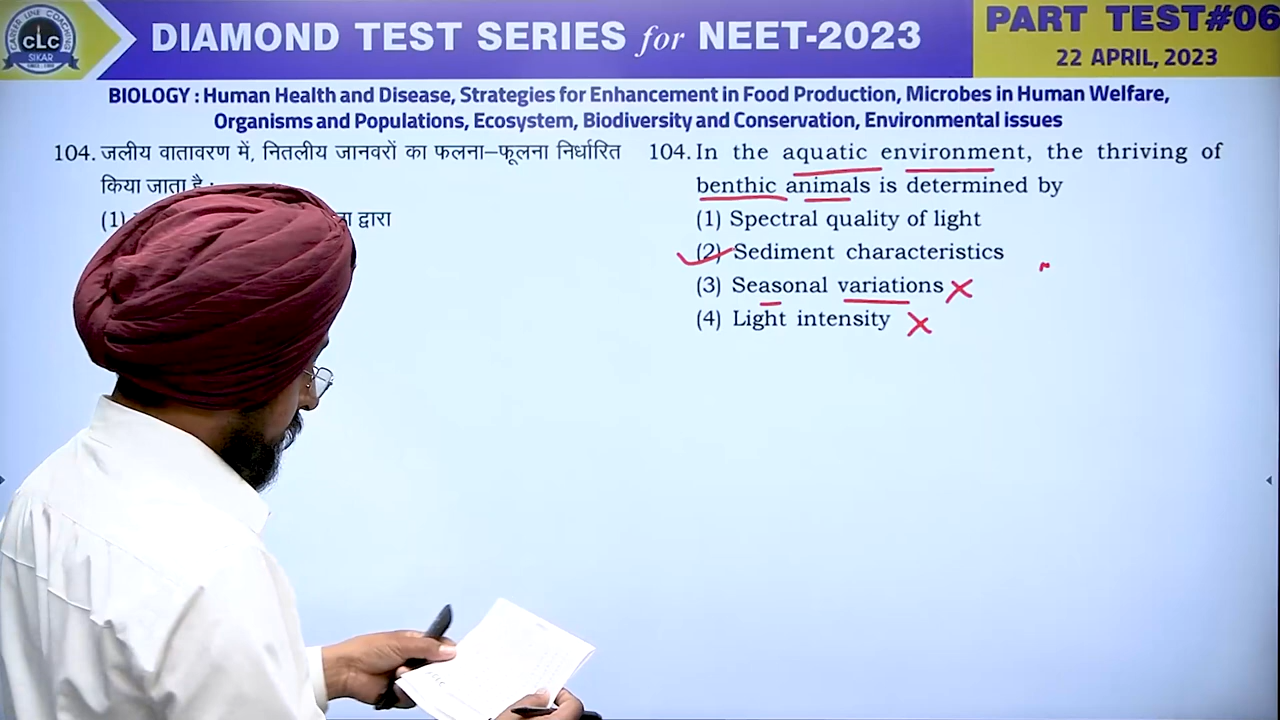 CAREER LINE COACHING
CLC
SIKAR
DIAMOND TEST SERIES for NEET-2023
PART TEST#06
22 APRIL, 2023
BIOLOGY : Human Health and Disease, Strategies for Enhancement in Food Production, Microbes in Human Welfare,
Organisms and Populations, Ecosystem, Biodiversity and Conservation, Environmental issues
104. जलीय वातावरण में, नितलीय जानवरों का फलना–फूलना निर्धारित
किया जाता है :
(1) द्वारा
104. In the aquatic environment, the thriving of
benthic animals is determined by
(1) Spectral quality of light
(2) Sediment characteristics
(3) Seasonal variations
(4) Light intensity